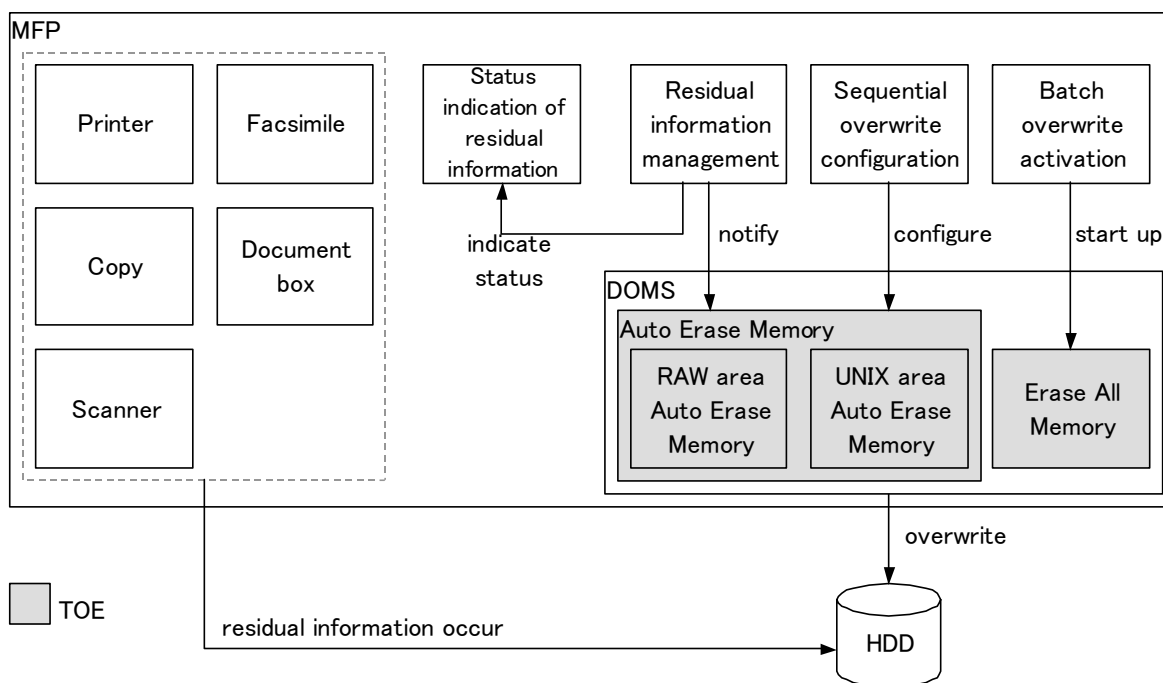 MFP
Printer
Facsimile
Copy
Document
box
Scanner
Status
indication of
residual
information
Residual
information
management
Sequential
overwrite
configuration
Batch
overwrite
activation
indicate
status
notify
configure
start up
DOMS
Auto Erase Memory
RAW area
Auto Erase
Memory
UNIX area
Auto Erase
Memory
Erase All
Memory
overwrite
TOE
residual information occur
HDD